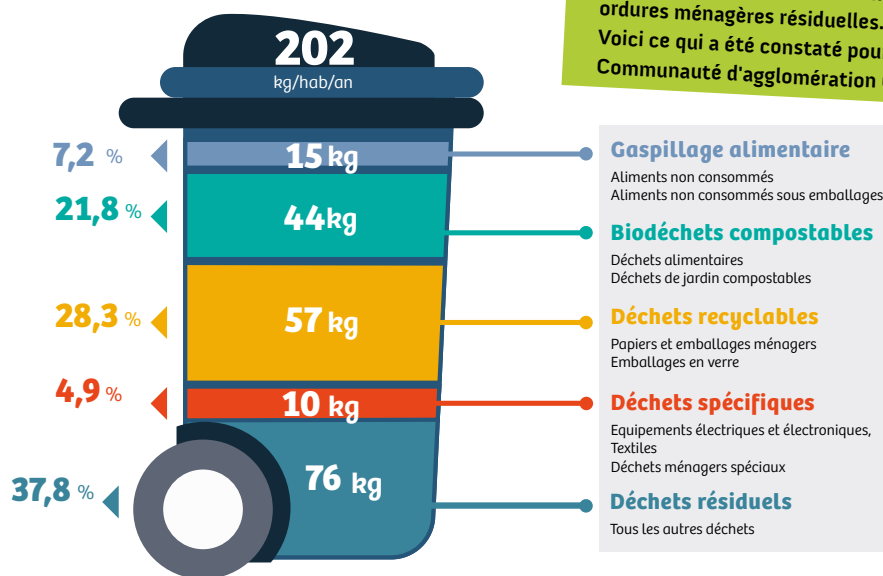 ordures ménagères résiduelles.
Voici ce qui a été constaté pour
Communauté d'agglomération
202
kg/hab/an
7,2 %
15 kg
21,8 %
44kg
28,3 %
57 kg
4,9 %
10 kg
37,8 %
76 kg
Gaspillage alimentaire
Aliments non consommés
Aliments non consommés sous emballages
Biodéchets compostables
Déchets alimentaires
Déchets de jardin compostables
Déchets recyclables
Papiers et emballages ménagers
Emballages en verre
Déchets spécifiques
Equipements électriques et électroniques,
Textiles
Déchets ménagers spéciaux
Déchets résiduels
Tous les autres déchets